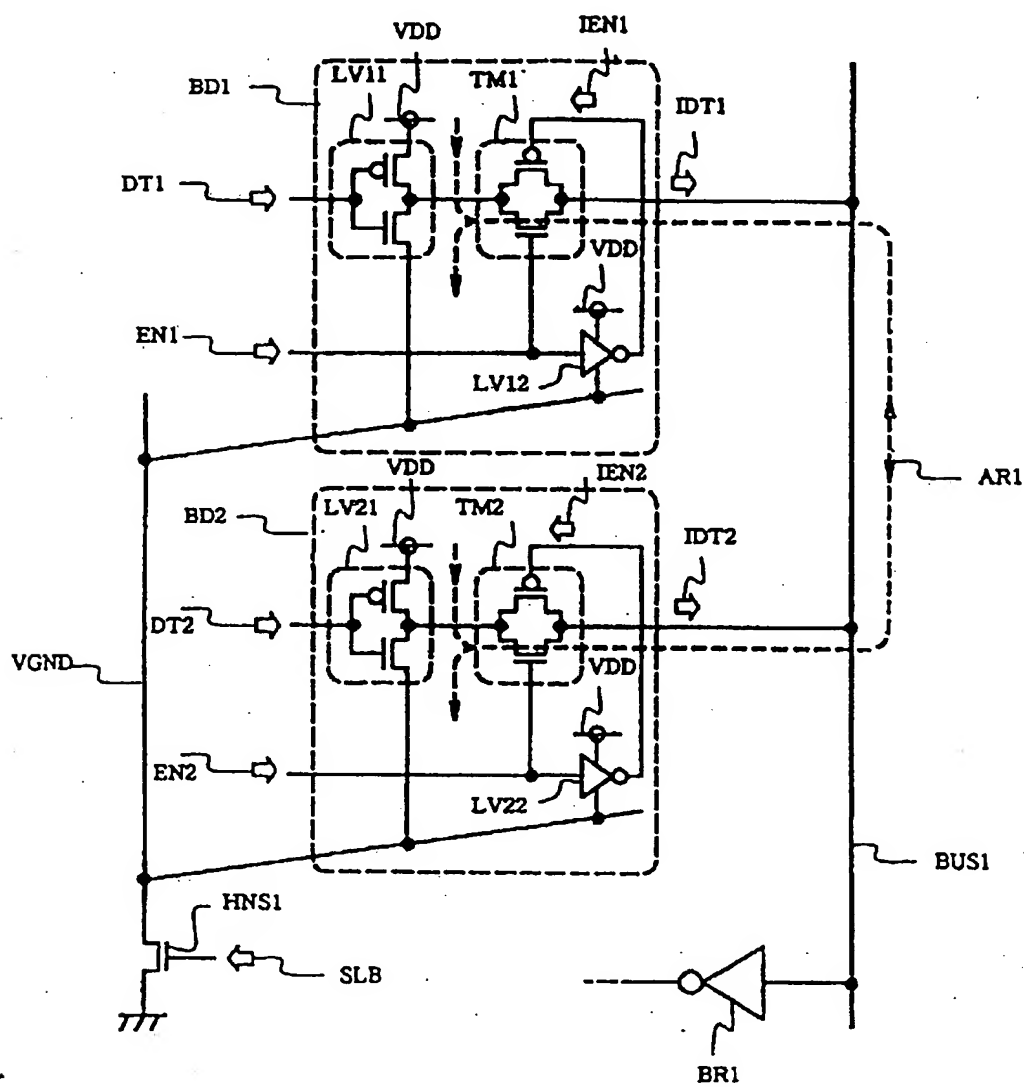 VDD
IEN1
LV11
TM1
BD1
IDT1
DT1
VDD
EN1
LV12
VDD
IEN2
AR1
LV21
TM2
BD2
IDT2
DT2
VGND
VDD
EN2
LV22
BUS1
HNS1
SLB
BR1